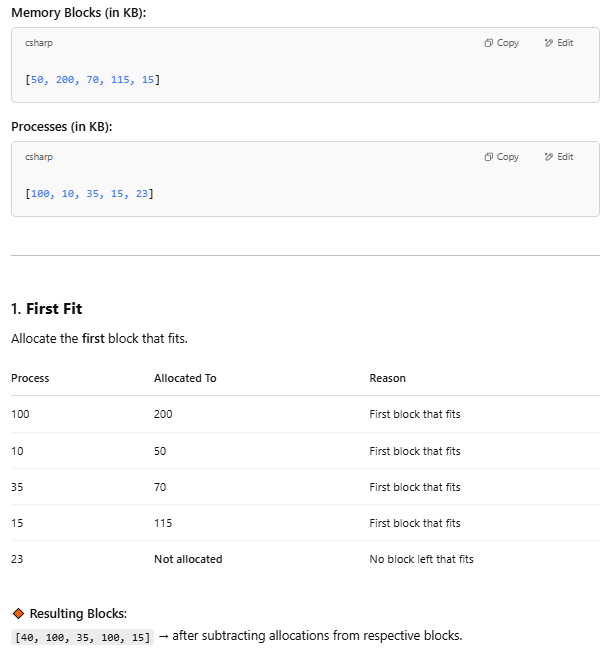 Memory Blocks (in KB):
csharp Copy Edit
[50, 200, 70, 115, 15]
Processes (in KB):
csharp Copy Edit
[100, 10, 35, 15, 23]
1. First Fit
Allocate the first block that fits.
Process Allocated To Reason
100 200 First block that fits
10 50 First block that fits
35 70 First block that fits
15 115 First block that fits
23 Not allocated No block left that fits
Resulting Blocks:
[40, 100, 35, 100, 15] → after subtracting allocations from respective blocks.